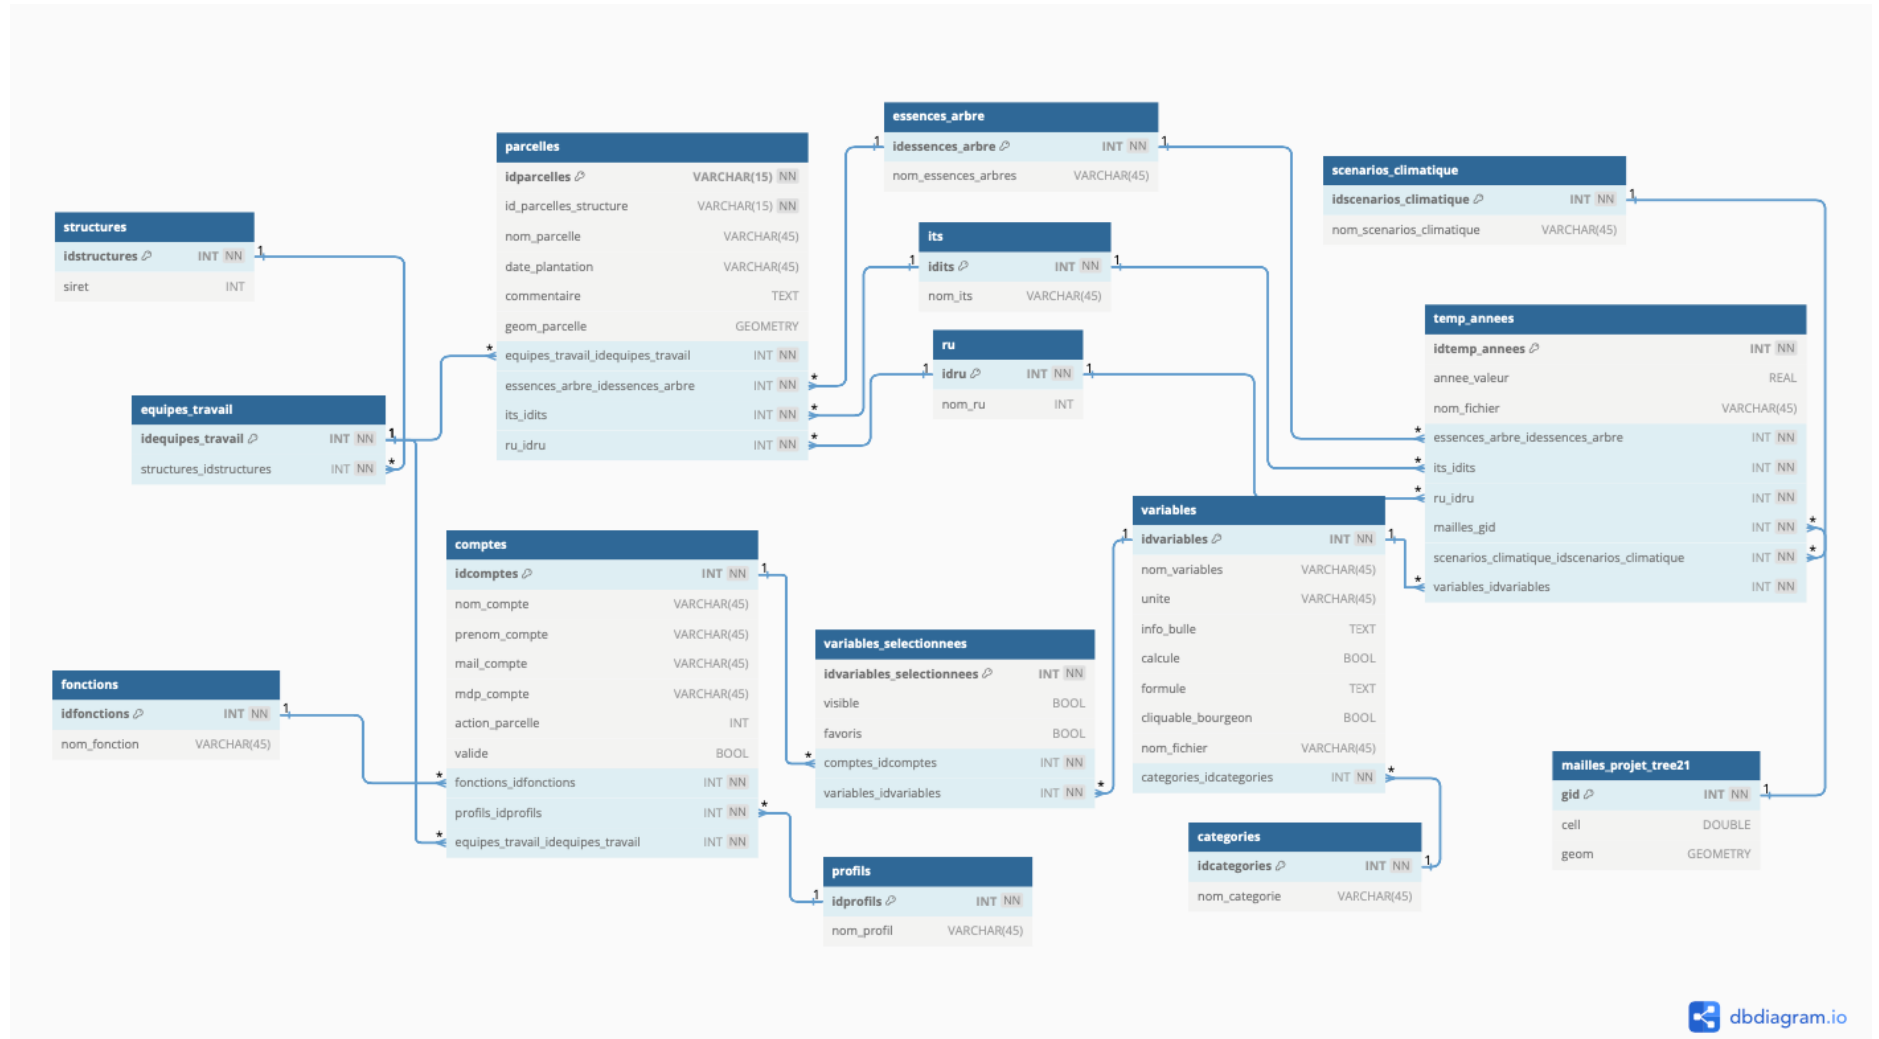 structures
idstructures INT NN
siret INT
equipes_travail
idequipes_travail INT NN
structures_idstructures INT NN
fonctions
idfonctions INT NN
nom_fonction VARCHAR(45)
parcelles
idparcelles VARCHAR(15) NN
id_parcelles_structure VARCHAR(15) NN
nom_parcelle VARCHAR(45)
date_plantation VARCHAR(45)
commentaire TEXT
geom_parcelle GEOMETRY
equipes_travail_idequipes_travail INT NN
essences_arbre_idessences_arbre INT NN
its_idits INT NN
ru_idru INT NN
comptes
idcomptes INT NN
nom_compte VARCHAR(45)
prenom_compte VARCHAR(45)
mail_compte VARCHAR(45)
mdp_compte VARCHAR(45)
action_parcelle INT
valide BOOL
fonctions_idfonctions INT NN
profils_idprofils INT NN
equipes_travail_idequipes_travail INT NN
essences_arbre
idessences_arbre INT NN
nom_essences_arbres VARCHAR(45)
its
idits INT NN
nom_its VARCHAR(45)
ru
idru INT NN
nom_ru INT
variables_selectionnees
idvariables_selectionnees INT NN
visible BOOL
favoris BOOL
comptes_idcomptes INT NN
variables_idvariables INT NN
profils
idprofils INT NN
nom_profil VARCHAR(45)
variables
idvariables INT NN
nom_variables VARCHAR(45)
unite VARCHAR(45)
info_bulle TEXT
calcule BOOL
formule TEXT
cliquable_bourgeon BOOL
nom_fichier VARCHAR(45)
categories_idcategories INT NN
categories
idcategories INT NN
nom_categorie VARCHAR(45)
scenarios_climatique
idscenarios_climatique INT NN
nom_scenarios_climatique VARCHAR(45)
temp_annees
idtemp_annees INT NN
annee_valeur REAL
nom_fichier VARCHAR(45)
essences_arbre_idessences_arbre INT NN
its_idits INT NN
ru_idru INT NN
mailles_gid INT NN
scenarios_climatique_idscenarios_climatique INT NN
variables_idvariables INT NN
mailles_projet_tree21
gid INT NN
cell DOUBLE
geom GEOMETRY
dbdiagram.io